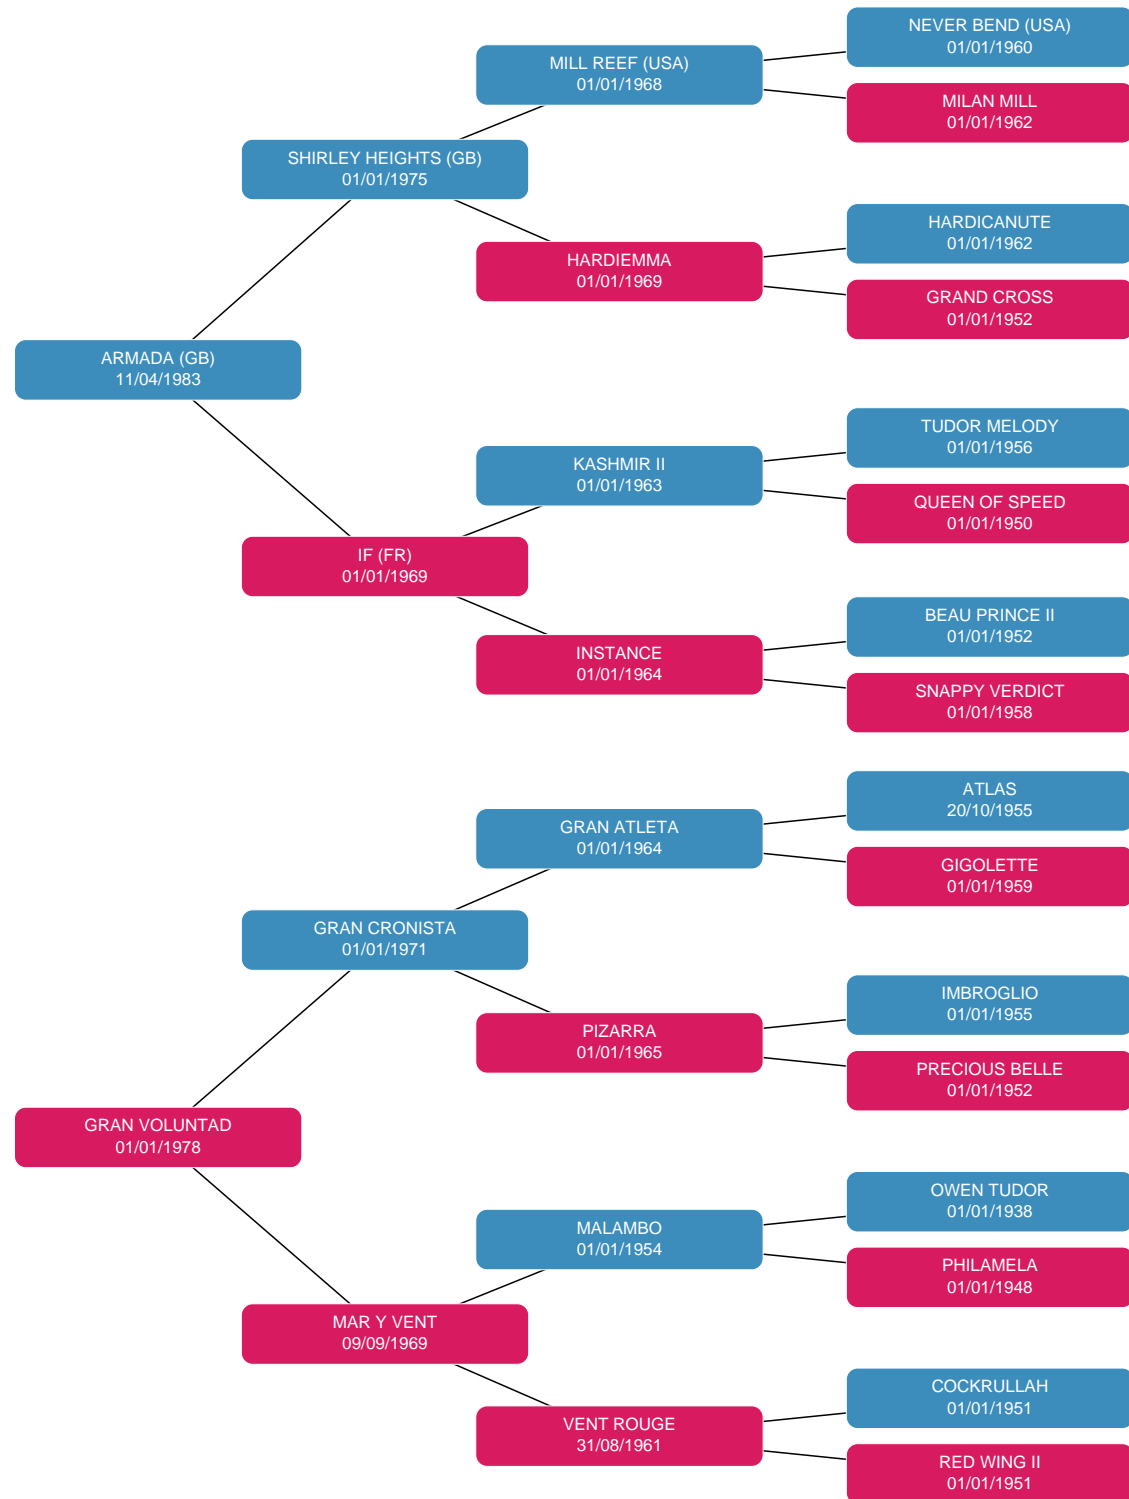 NEVER BEND (USA)
01/01/1960
MILL REEF (USA)
01/01/1968
MILAN MILL
01/01/1962
SHIRLEY HEIGHTS (GB)
01/01/1975
HARDICANUTE
01/01/1962
HARDIEMMA
01/01/1969
GRAND CROSS
01/01/1952
ARMADA (GB)
11/04/1983
TUDOR MELODY
01/01/1956
KASHMIR II
01/01/1963
QUEEN OF SPEED
01/01/1950
IF (FR)
01/01/1969
BEAU PRINCE II
01/01/1952
INSTANCE
01/01/1964
SNAPPY VERDICT
01/01/1958
ATLAS
20/10/1955
GRAN ATLETA
01/01/1964
GIGOLETTE
01/01/1959
GRAN CRONISTA
01/01/1971
IMBROGLIO
01/01/1955
PIZARRA
01/01/1965
PRECIOUS BELLE
01/01/1952
GRAN VOLUNTAD
01/01/1978
OWEN TUDOR
01/01/1938
MALAMBO
01/01/1954
PHILAMELA
01/01/1948
MAR Y VENT
09/09/1969
COCKRULLAH
01/01/1951
VENT ROUGE
31/08/1961
RED WING II
01/01/1951